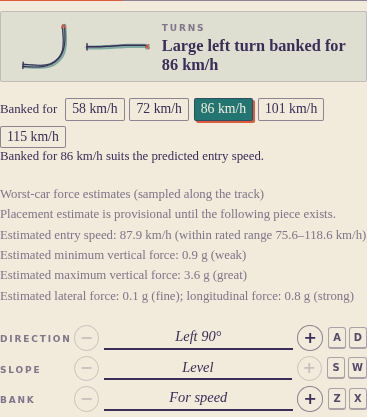 TURNS
Large left turn banked for
86 km/h
Banked for 58 km/h 72 km/h 86 km/h 101 km/h
115 km/h
Banked for 86 km/h suits the predicted entry speed.
Worst-car force estimates (sampled along the track)
Placement estimate is provisional until the following piece exists.
Estimated entry speed: 87.9 km/h (within rated range 75.6–118.6 km/h)
Estimated minimum vertical force: 0.9 g (weak)
Estimated maximum vertical force: 3.6 g (great)
Estimated lateral force: 0.1 g (fine); longitudinal force: 0.8 g (strong)
DIRECTION − Left 90° + A D
SLOPE − Level + S W
BANK − For speed + Z X